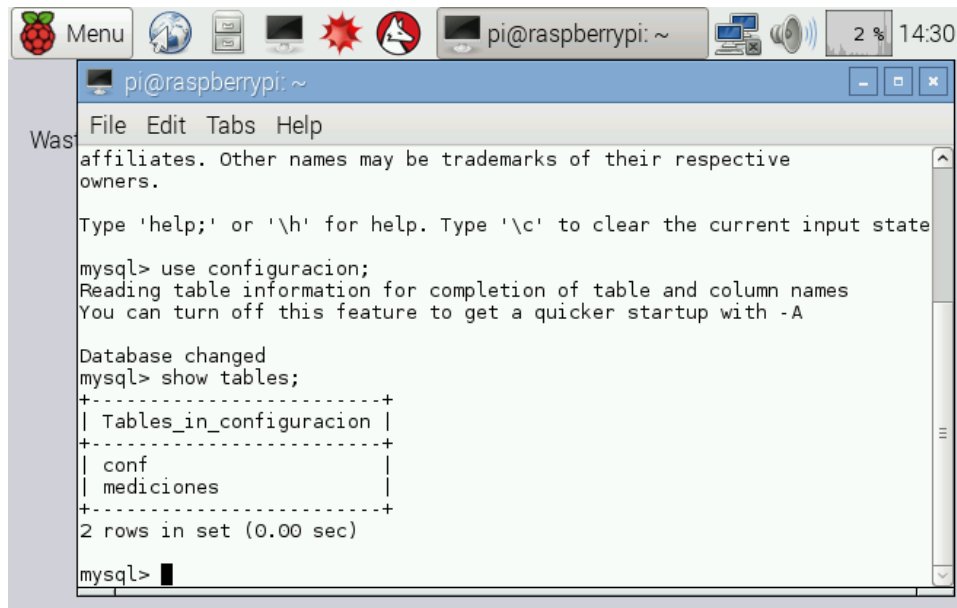 Menu pi@raspberrypi: ~ 2 % 14:30
pi@raspberrypi: ~
File Edit Tabs Help
affiliates. Other names may be trademarks of their respective
owners.
Type 'help;' or '\h' for help. Type '\c' to clear the current input state
mysql> use configuracion;
Reading table information for completion of table and column names
You can turn off this feature to get a quicker startup with -A
Database changed
mysql> show tables;
+-------------------------+
| Tables_in_configuracion |
+-------------------------+
| conf                    |
| mediciones              |
+-------------------------+
2 rows in set (0.00 sec)
mysql>